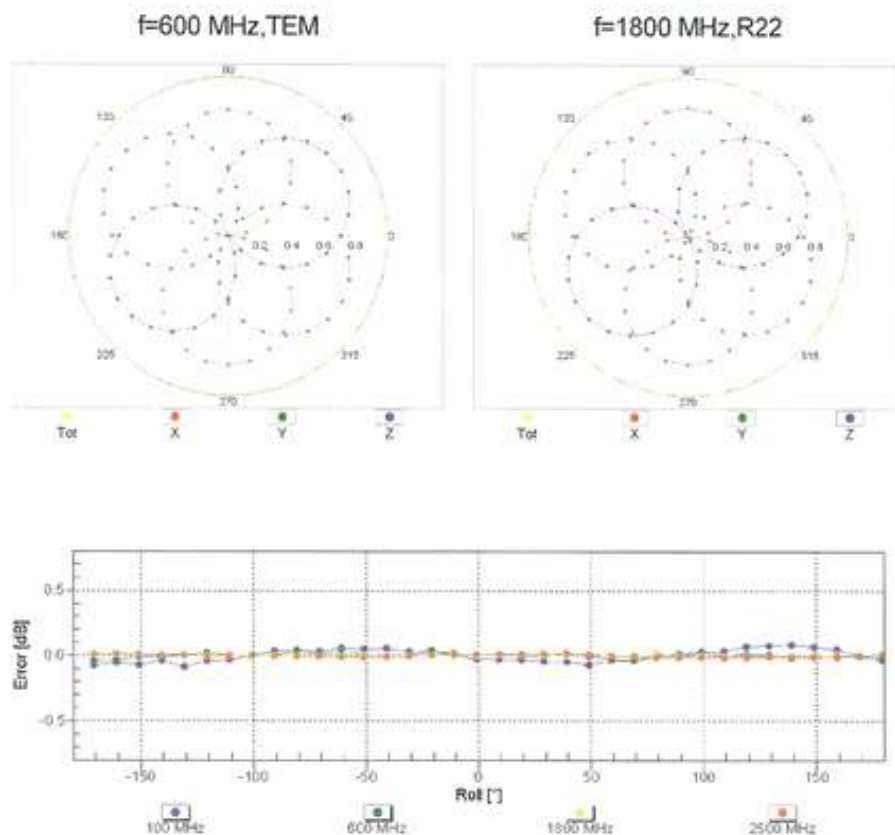 f=600 MHz,TEM
f=1800 MHz,R22
90
135
45
180
0.2 0.4 0.6 0.8
0
225
315
270
Tot X Y Z
90
135
45
180
0.2 0.4 0.6 0.8
0
225
315
270
Tot X Y Z
Error [dB]
0.5
0.0
-0.5
-150 -100 -50 0 50 100 150
Roll [°]
100 MHz 600 MHz 1800 MHz 2500 MHz